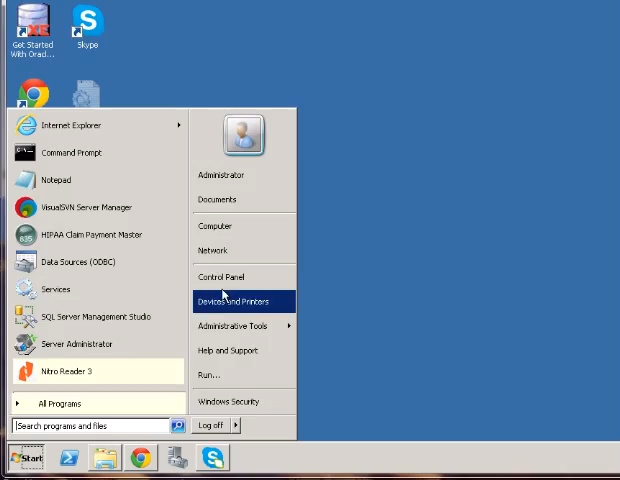 XE
Get Started
With Orad...
Skype
Internet Explorer
Command Prompt
Notepad
VisualSVN Server Manager
835
HIPAA Claim Payment Master
Data Sources (ODBC)
Services
SQL Server Management Studio
Server Administrator
Nitro Reader 3
All Programs
Search programs and files
Administrator
Documents
Computer
Network
Control Panel
Devices and Printers
Administrative Tools
Help and Support
Run...
Windows Security
Log off
Start